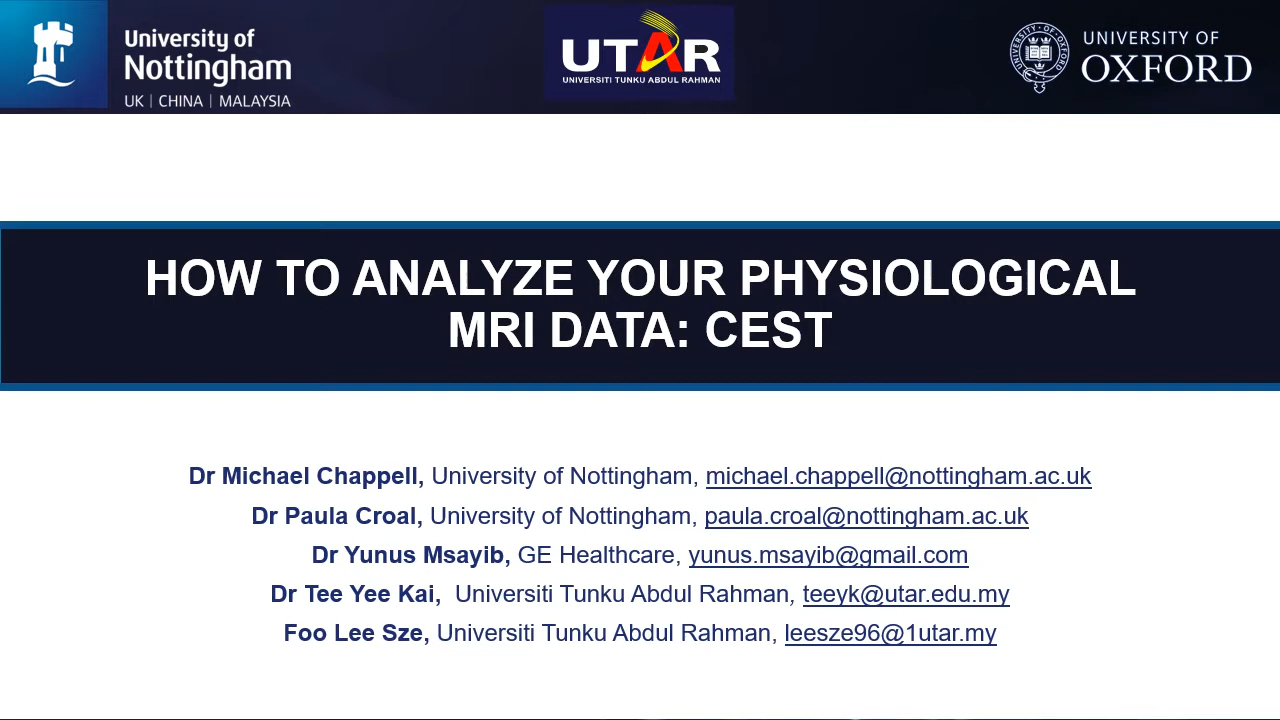 University of
Nottingham
UK | CHINA | MALAYSIA
UTAR
UNIVERSITI TUNKU ABDUL RAHMAN
UNIVERSITY OF
OXFORD
HOW TO ANALYZE YOUR PHYSIOLOGICAL
MRI DATA: CEST
Dr Michael Chappell, University of Nottingham, michael.chappell@nottingham.ac.uk
Dr Paula Croal, University of Nottingham, paula.croal@nottingham.ac.uk
Dr Yunus Msayib, GE Healthcare, yunus.msayib@gmail.com
Dr Tee Yee Kai, Universiti Tunku Abdul Rahman, teeyk@utar.edu.my
Foo Lee Sze, Universiti Tunku Abdul Rahman, leesze96@1utar.my